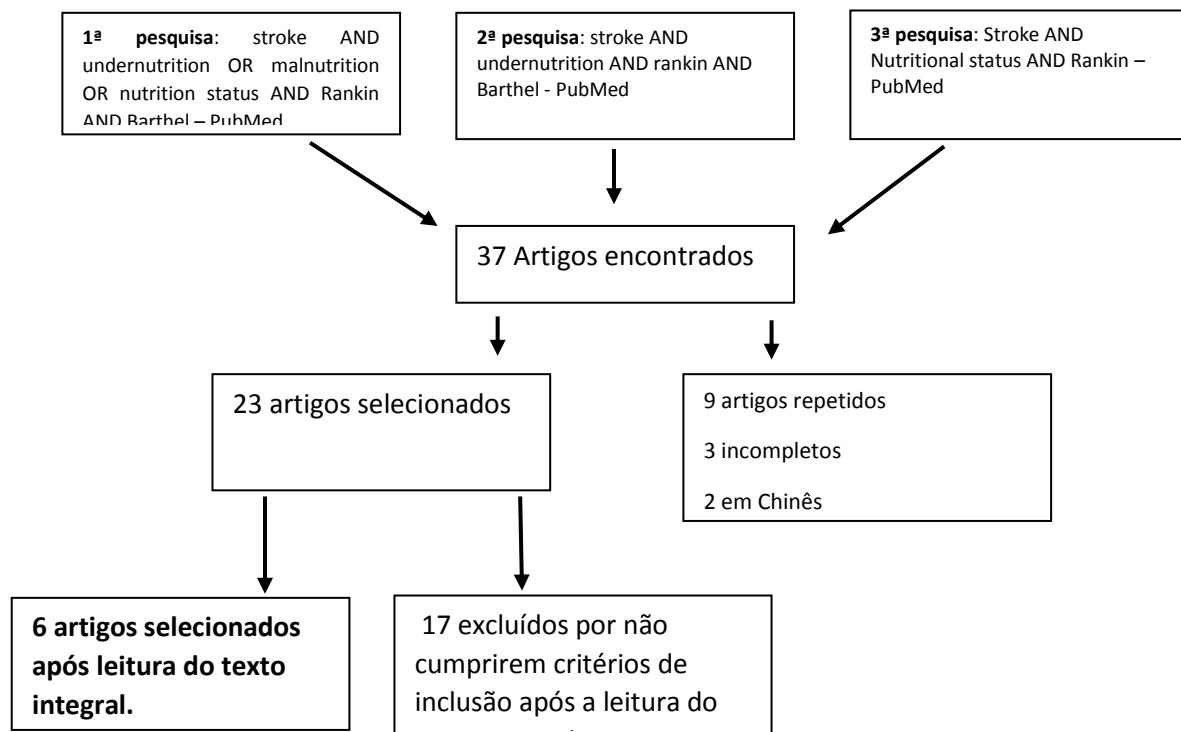 1ª pesquisa: stroke AND
undernutrition OR malnutrition
OR nutrition status AND Rankin
AND Barthel – PubMed
2ª pesquisa: stroke AND
undernutrition AND rankin AND
Barthel - PubMed
3ª pesquisa: Stroke AND
Nutritional status AND Rankin –
PubMed
37 Artigos encontrados
23 artigos selecionados
9 artigos repetidos
3 incompletos
2 em Chinês
6 artigos selecionados
após leitura do texto
integral.
17 excluídos por não
cumprirem critérios de
inclusão após a leitura do